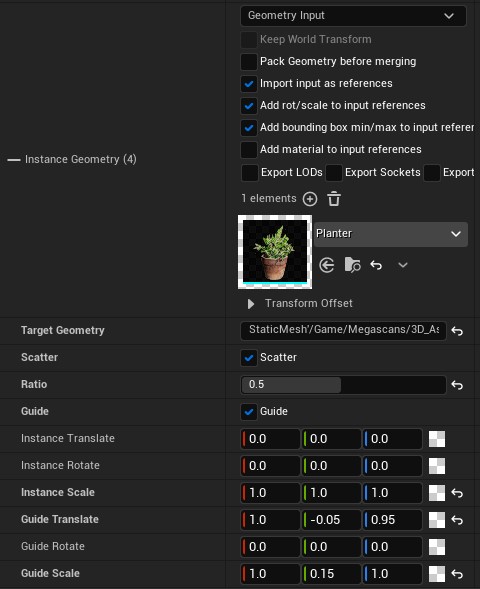 Geometry Input
Keep World Transform
Pack Geometry before merging
Import input as references
Add rot/scale to input references
Add bounding box min/max to input refere
Add material to input references
Instance Geometry (4)
Export LODs Export Sockets Export
1 elements
Planter
Transform Offset
Target Geometry StaticMesh'/Game/Megascans/3D_As
Scatter Scatter
Ratio 0.5
Guide Guide
Instance Translate 0.0 0.0 0.0
Instance Rotate 0.0 0.0 0.0
Instance Scale 1.0 1.0 1.0
Guide Translate 1.0 -0.05 0.95
Guide Rotate 0.0 0.0 0.0
Guide Scale 1.0 0.15 1.0